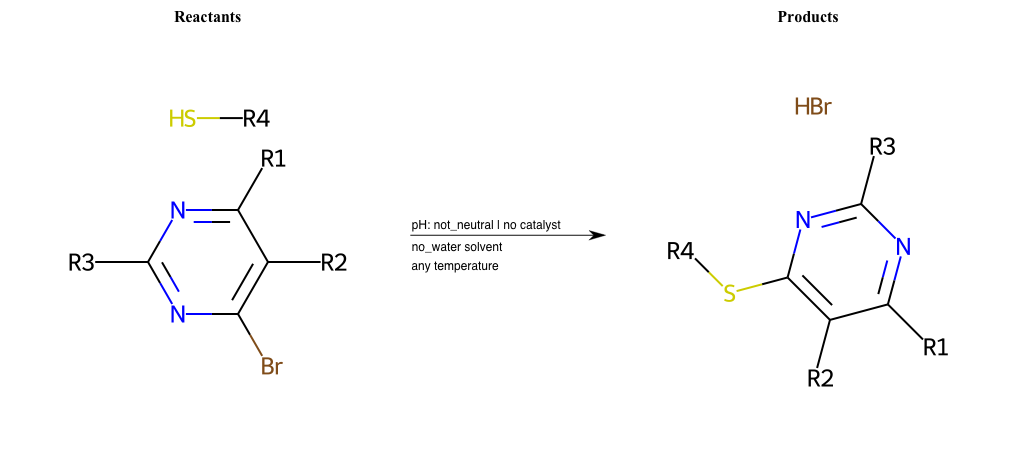 Reactants
Products
HS
R4
R1
N
R3
R2
N
Br
pH: not_neutral | no catalyst
no_water solvent
any temperature
HBr
R3
N
N
R4
S
R1
R2